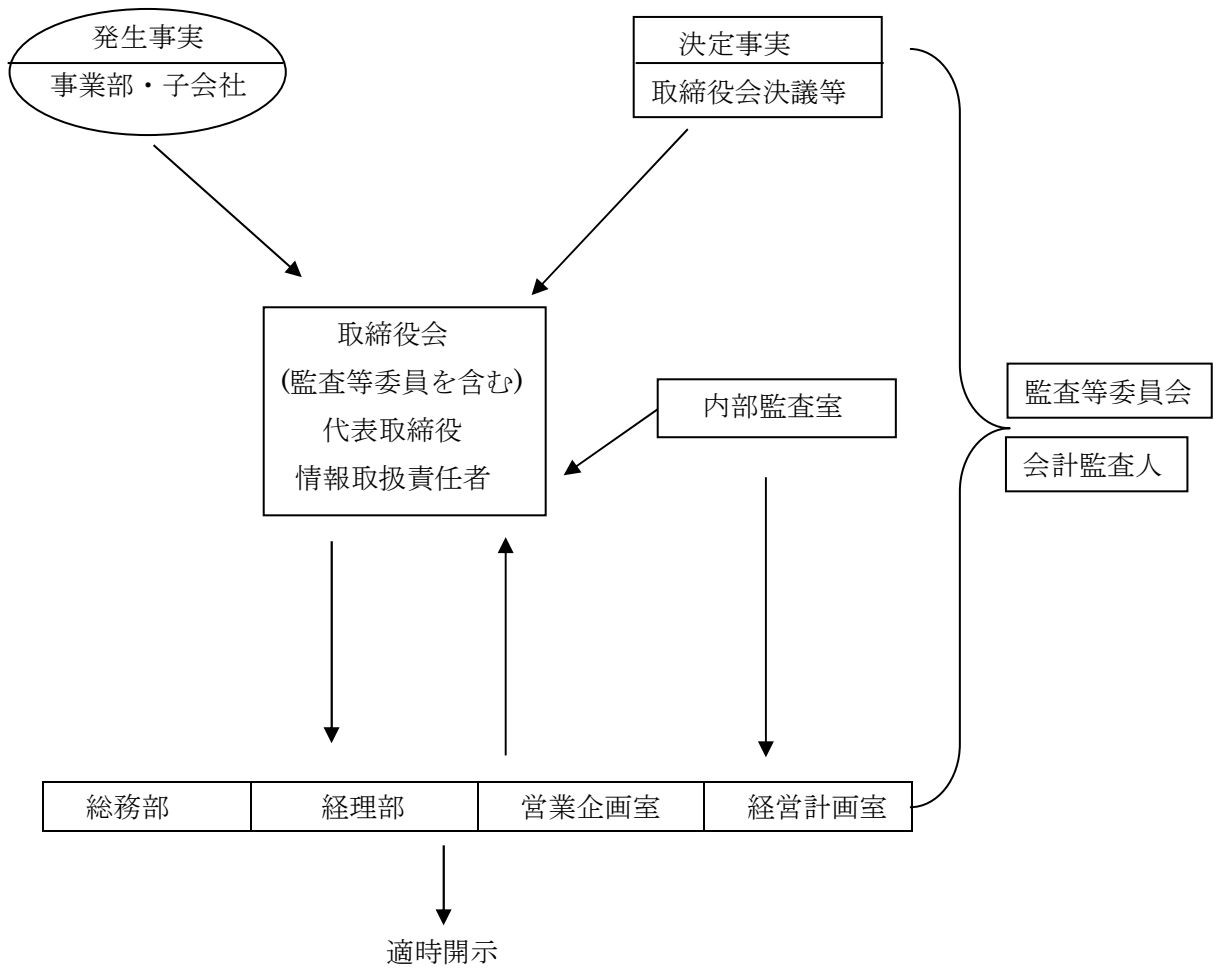 発生事実
事業部・子会社
決定事実
取締役会決議等
取締役会
(監査等委員を含む)
代表取締役
情報取扱責任者
内部監査室
監査等委員会
会計監査人
総務部
経理部
営業企画室
経営計画室
適時開示